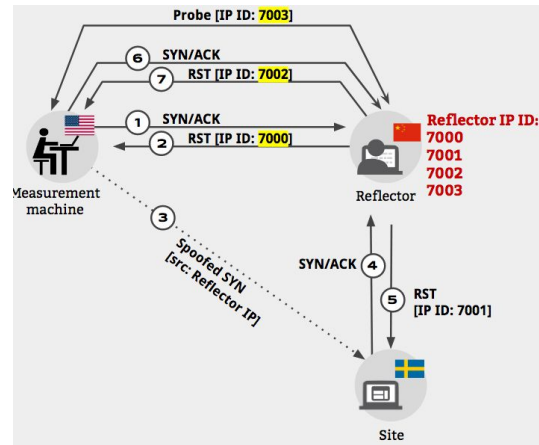 Probe [IP ID: 7003]
6 SYN/ACK
7 RST [IP ID: 7002]
1 SYN/ACK
2 RST [IP ID: 7000]
Reflector IP ID:
7000
7001
7002
7003
Measurement
machine
Reflector
3
Spoofed SYN
[src: Reflector IP]
SYN/ACK 4
5 RST
[IP ID: 7001]
Site